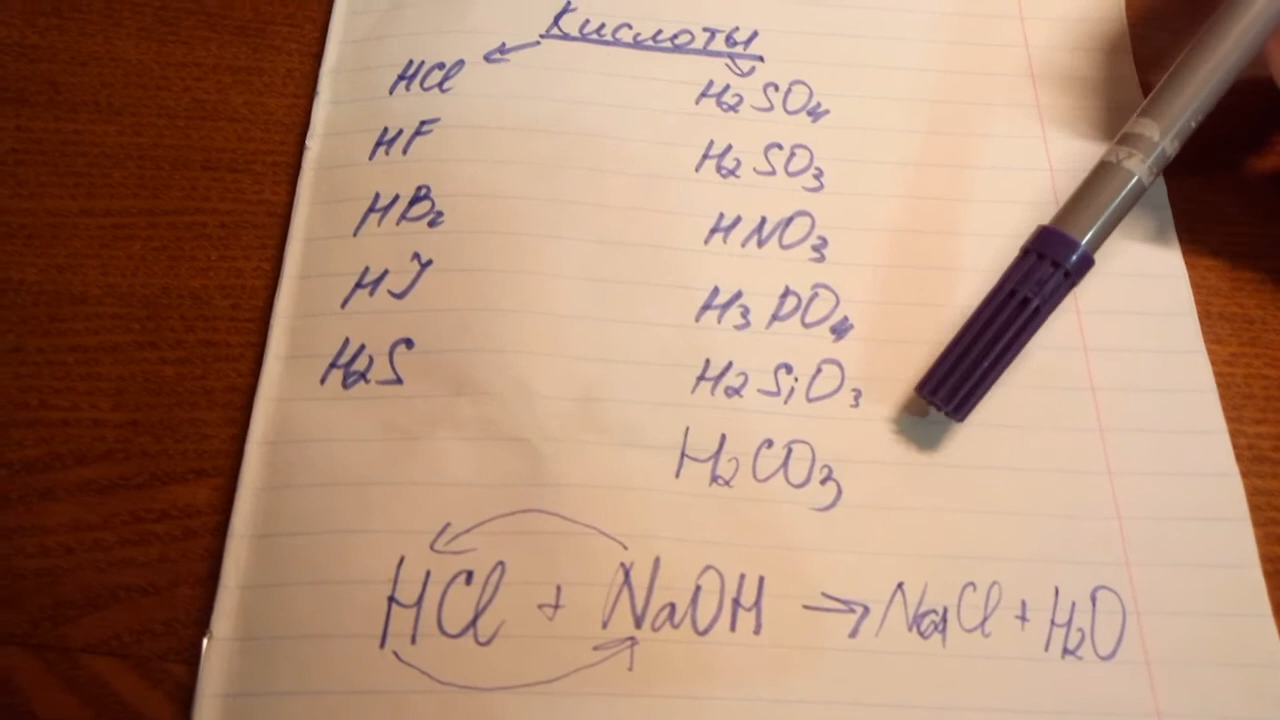 Кислоты
HCl H2SO4
HF H2SO3
HBr HNO3
HJ H3PO4
H2S H2SiO3
H2CO3
HCl + NaOH → NaCl + H2O